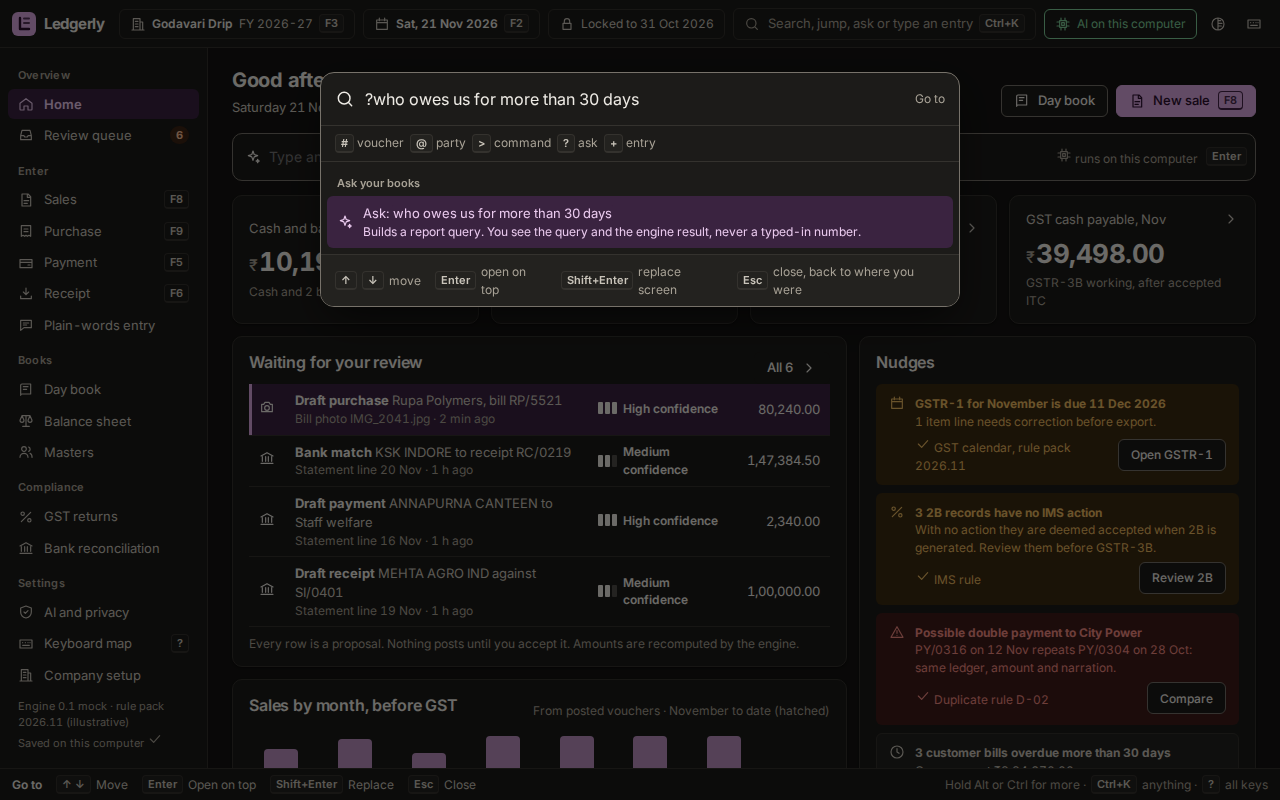 Ledgerly
Godavari Drip FY 2026-27 F3
Sat, 21 Nov 2026 F2
Locked to 31 Oct 2026
Search, jump, ask or type an entry Ctrl+K
AI on this computer
Overview
Home
Review queue 6
Enter
Sales F8
Purchase F9
Payment F5
Receipt F6
Plain-words entry
Books
Day book
Balance sheet
Masters
Compliance
GST returns
Bank reconciliation
Settings
AI and privacy
Keyboard map ?
Company setup
Engine 0.1 mock · rule pack
2026.11 (illustrative)
Saved on this computer
Good afte
Saturday 21 N
Day book
New sale F8
Type an
runs on this computer Enter
?who owes us for more than 30 days
Go to
# voucher @ party > command ? ask + entry
Ask your books
Ask: who owes us for more than 30 days
Builds a report query. You see the query and the engine result, never a typed-in number.
↑ ↓ move Enter open on top Shift+Enter replace screen Esc close, back to where you were
Cash and ba
₹10,19
Cash and 2 b
GST cash payable, Nov
₹39,498.00
GSTR-3B working, after accepted
ITC
Waiting for your review
All 6
Draft purchase Rupa Polymers, bill RP/5521
Bill photo IMG_2041.jpg · 2 min ago
High confidence
80,240.00
Bank match KSK INDORE to receipt RC/0219
Statement line 20 Nov · 1 h ago
Medium
confidence
1,47,384.50
Draft payment ANNAPURNA CANTEEN to
Staff welfare
Statement line 16 Nov · 1 h ago
High confidence
2,340.00
Draft receipt MEHTA AGRO IND against
SI/0401
Statement line 19 Nov · 1 h ago
Medium
confidence
1,00,000.00
Every row is a proposal. Nothing posts until you accept it. Amounts are recomputed by the engine.
Sales by month, before GST
From posted vouchers · November to date (hatched)
Nudges
GSTR-1 for November is due 11 Dec 2026
1 item line needs correction before export.
GST calendar, rule pack
2026.11
Open GSTR-1
3 2B records have no IMS action
With no action they are deemed accepted when 2B is
generated. Review them before GSTR-3B.
IMS rule
Review 2B
Possible double payment to City Power
PY/0316 on 12 Nov repeats PY/0304 on 28 Oct:
same ledger, amount and narration.
Duplicate rule D-02
Compare
3 customer bills overdue more than 30 days
Go to ↑ ↓ Move Enter Open on top Shift+Enter Replace Esc Close
Hold Alt or Ctrl for more · Ctrl+K anything · ? all keys